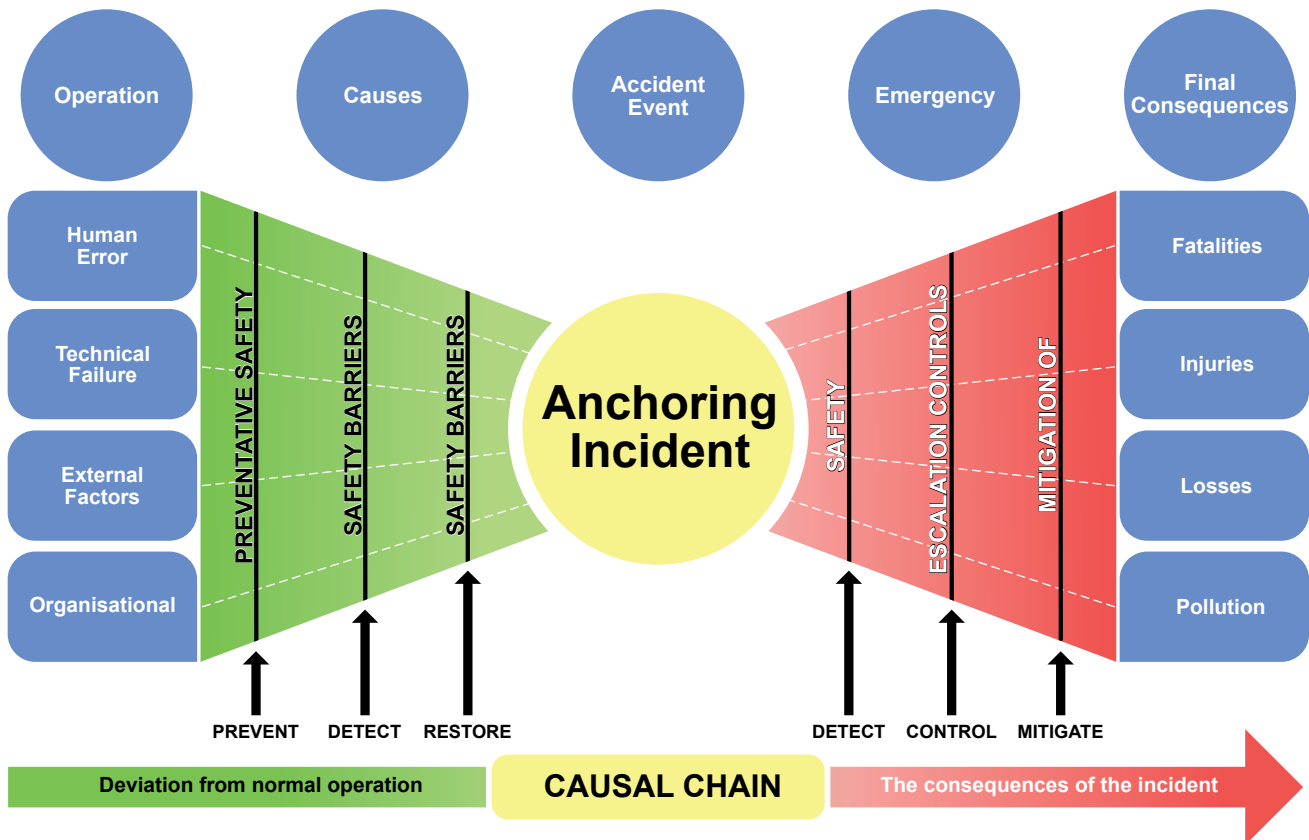 Operation
Causes
Accident
Event
Emergency
Final
Consequences
Human
Error
Technical
Failure
External
Factors
Organisational
PREVENTATIVE SAFETY
SAFETY BARRIERS
SAFETY BARRIERS
Anchoring
Incident
SAFETY
ESCALATION CONTROLS
MITIGATION OF
Fatalities
Injuries
Losses
Pollution
PREVENT
DETECT
RESTORE
DETECT
CONTROL
MITIGATE
Deviation from normal operation
CAUSAL CHAIN
The consequences of the incident